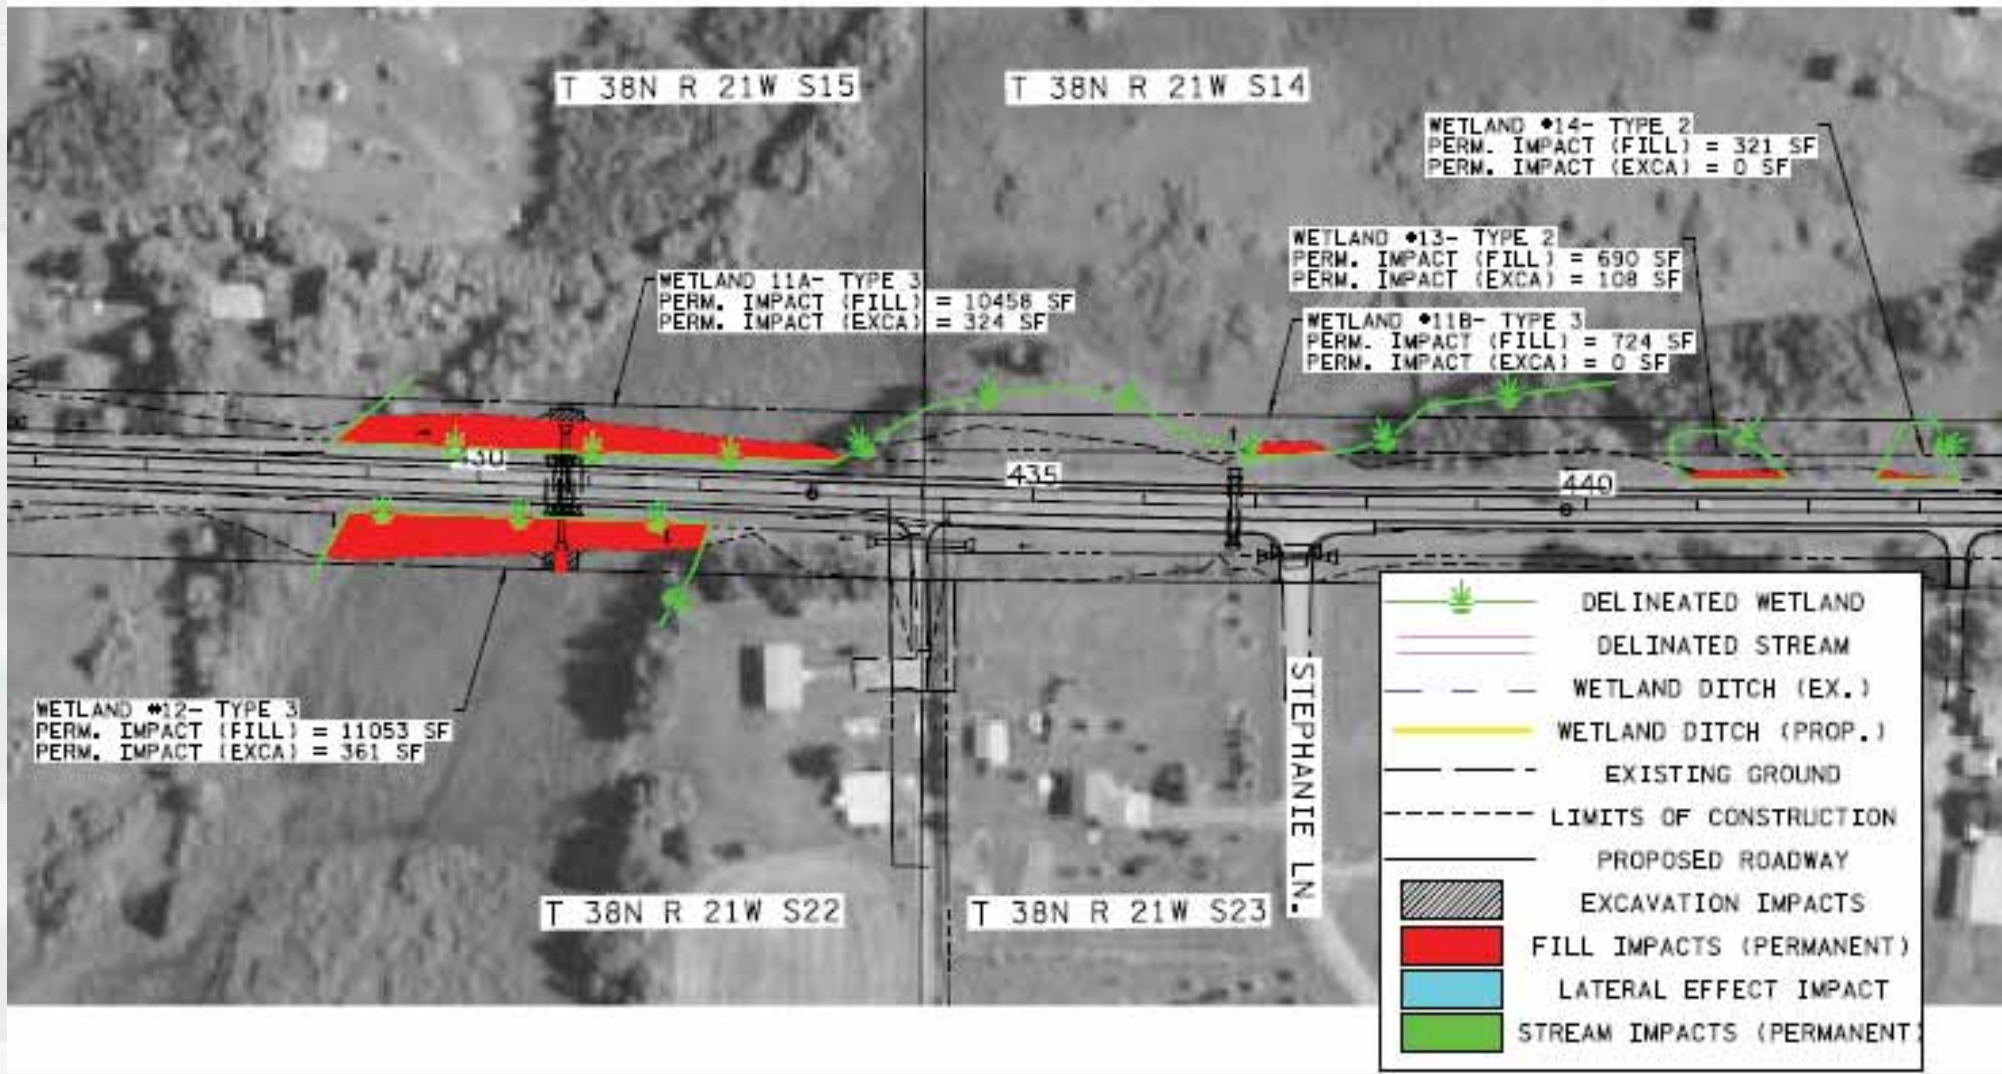 T 38N R 21W S15
T 38N R 21W S14
WETLAND #14- TYPE 2
PERM. IMPACT (FILL) = 321 SF
PERM. IMPACT (EXCA) = 0 SF
WETLAND #13- TYPE 2
PERM. IMPACT (FILL) = 690 SF
PERM. IMPACT (EXCA) = 108 SF
WETLAND 11A- TYPE 3
PERM. IMPACT (FILL) = 10458 SF
PERM. IMPACT (EXCA) = 324 SF
WETLAND #11B- TYPE 3
PERM. IMPACT (FILL) = 724 SF
PERM. IMPACT (EXCA) = 0 SF
430
435
440
WETLAND #12- TYPE 3
PERM. IMPACT (FILL) = 11053 SF
PERM. IMPACT (EXCA) = 361 SF
STEPHANIE LN.
T 38N R 21W S22
T 38N R 21W S23
DELINEATED WETLAND
DELINATED STREAM
WETLAND DITCH (EX.)
WETLAND DITCH (PROP.)
EXISTING GROUND
LIMITS OF CONSTRUCTION
PROPOSED ROADWAY
EXCAVATION IMPACTS
FILL IMPACTS (PERMANENT)
LATERAL EFFECT IMPACT
STREAM IMPACTS (PERMANENT)